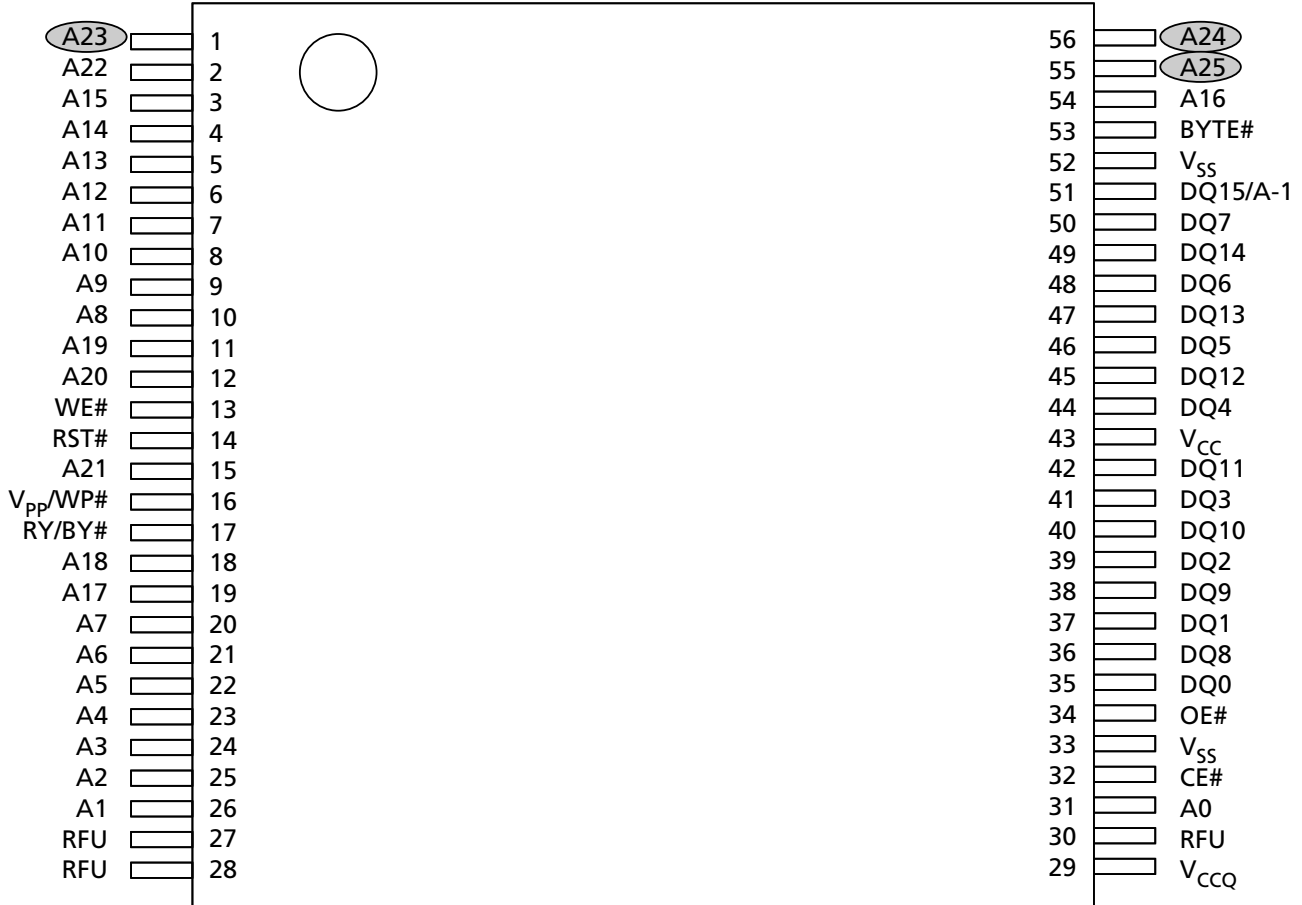 A23 1 56 A24
A22 2 55 A25
A15 3 54 A16
A14 4 53 BYTE#
A13 5 52 VSS
A12 6 51 DQ15/A-1
A11 7 50 DQ7
A10 8 49 DQ14
A9 9 48 DQ6
A8 10 47 DQ13
A19 11 46 DQ5
A20 12 45 DQ12
WE# 13 44 DQ4
RST# 14 43 VCC
A21 15 42 DQ11
VPP/WP# 16 41 DQ3
RY/BY# 17 40 DQ10
A18 18 39 DQ2
A17 19 38 DQ9
A7 20 37 DQ1
A6 21 36 DQ8
A5 22 35 DQ0
A4 23 34 OE#
A3 24 33 VSS
A2 25 32 CE#
A1 26 31 A0
RFU 27 30 RFU
RFU 28 29 VCCQ